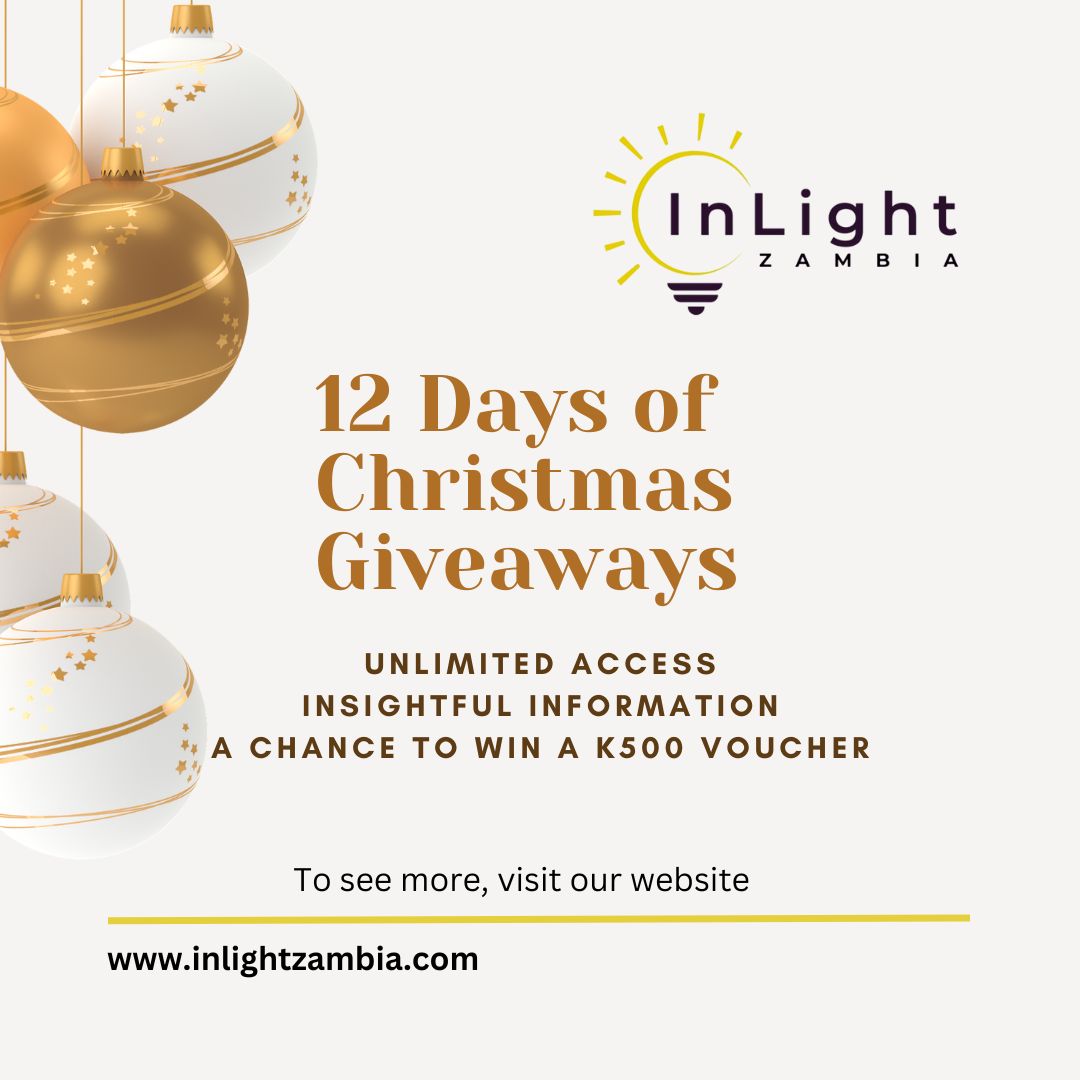 InLight
ZAMBIA
12 Days of
Christmas
Giveaways
UNLIMITED ACCESS
INSIGHTFUL INFORMATION
A CHANCE TO WIN A K500 VOUCHER
To see more, visit our website
www.inlightzambia.com